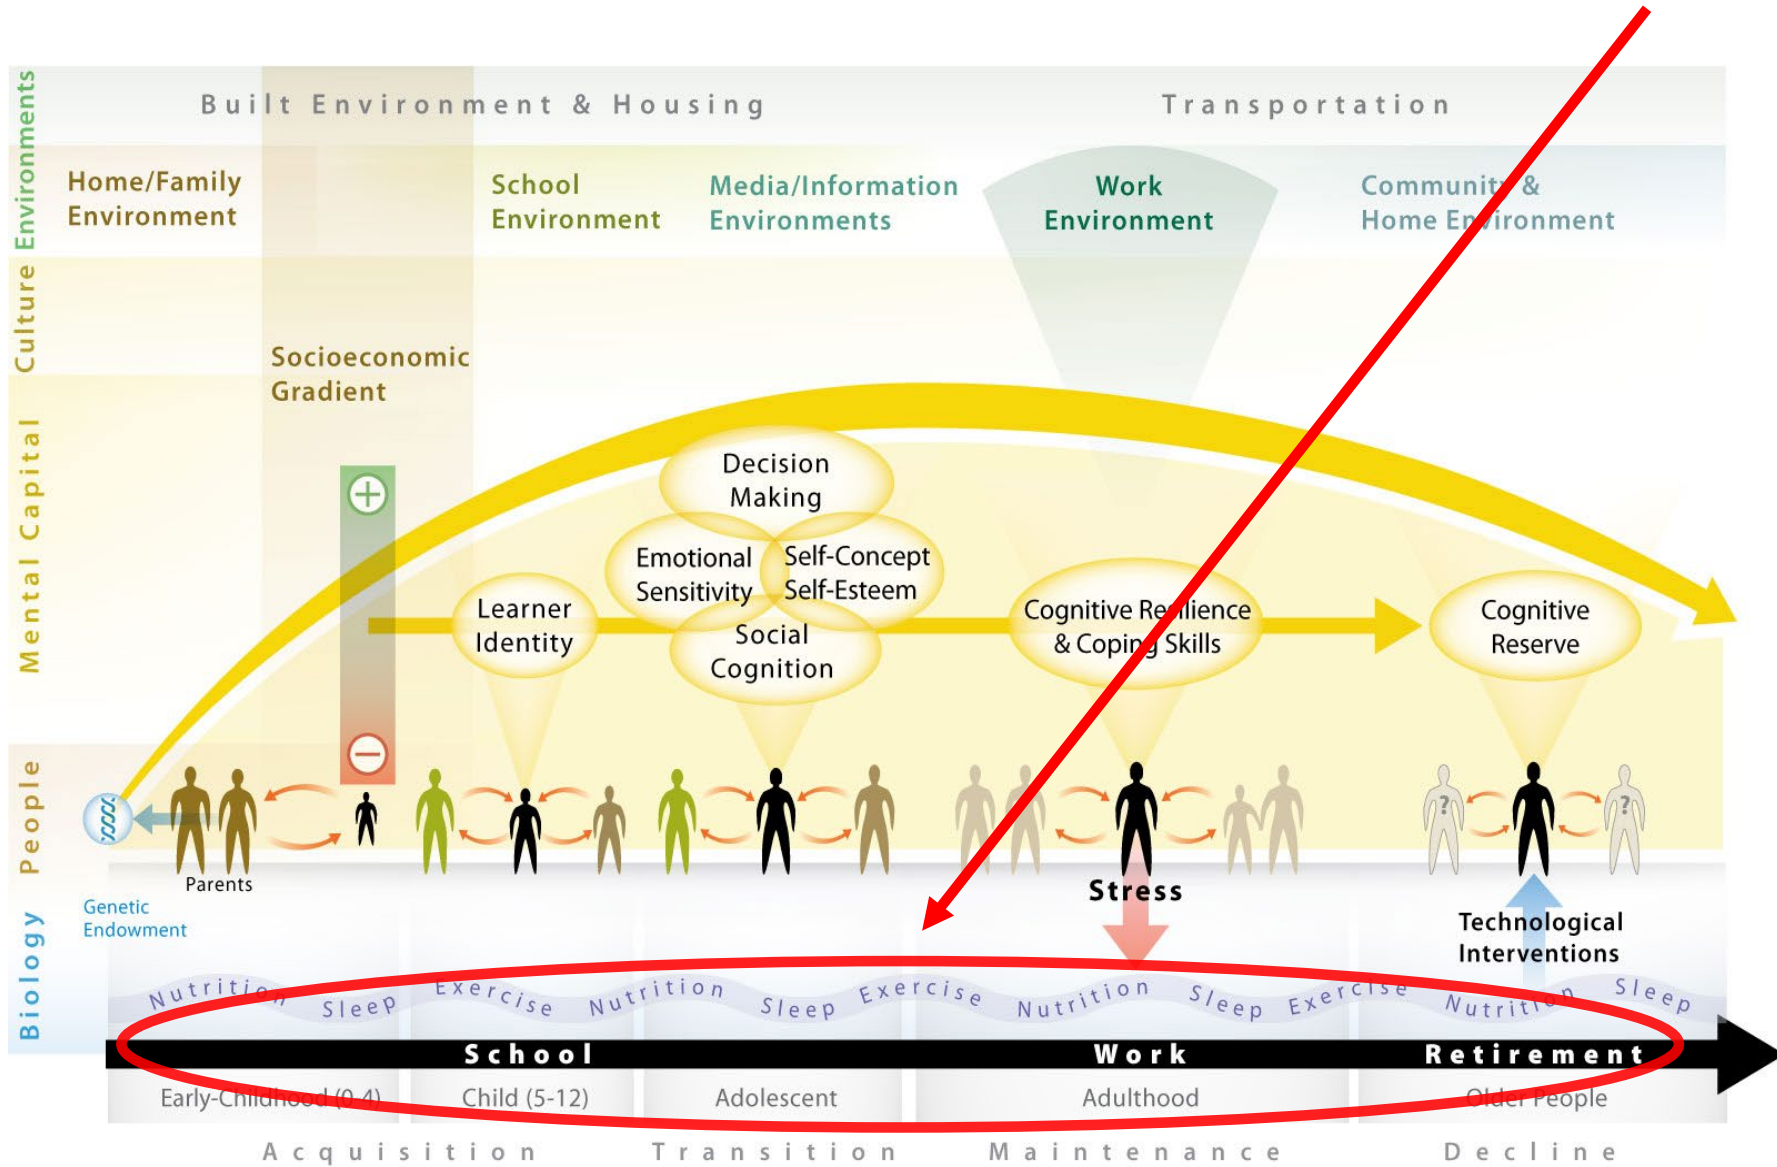 Environments
Culture
Mental Capital
People
Biology
Built Environment & Housing
Transportation
Home/Family
Environment
School
Environment
Media/Information
Environments
Work
Environment
Community &
Home Environment
Socioeconomic
Gradient
+
−
Decision
Making
Emotional
Sensitivity
Self-Concept
Self-Esteem
Social
Cognition
Learner
Identity
Cognitive Resilience
& Coping Skills
Cognitive
Reserve
?
?
Parents
Genetic
Endowment
Stress
Technological
Interventions
Nutrition Sleep Exercise Nutrition Sleep Exercise Nutrition Sleep Exercise Nutrition Sleep
School Work Retirement
Early-Childhood (0-4) Child (5-12) Adolescent Adulthood Older People
Acquisition Transition Maintenance Decline